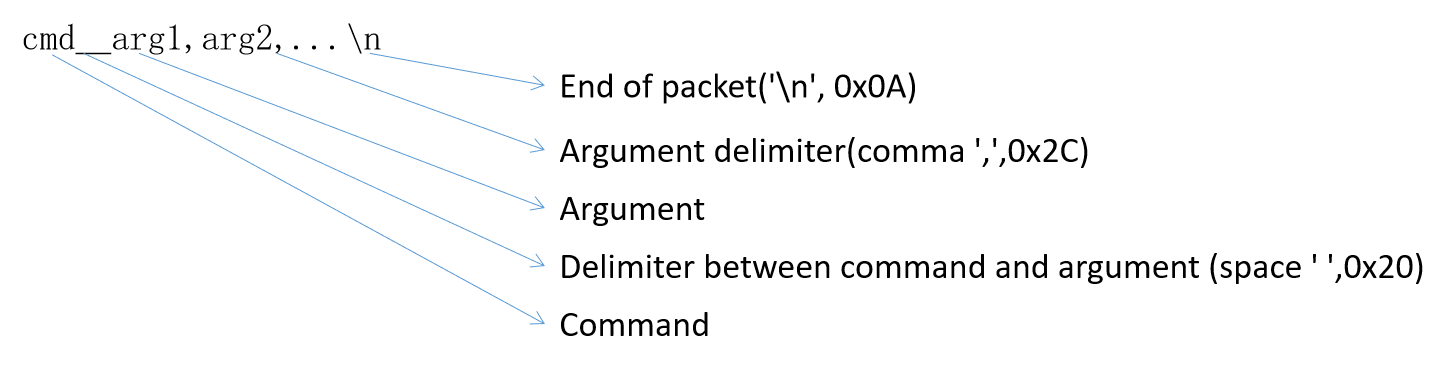 cmd__arg1,arg2,...\n
End of packet('\n', 0x0A)
Argument delimiter(comma ',',0x2C)
Argument
Delimiter between command and argument (space ' ',0x20)
Command